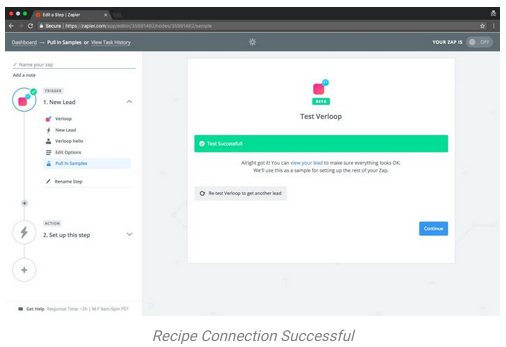 Edit a Step | Zapier
Secure | https://zapier.com/app/editor/35691462/nodes/35691462/sample
Dashboard → Pull In Samples or View Task History
YOUR ZAP IS OFF
Name your zap
Add a note
TRIGGER
1. New Lead
Verloop
New Lead
Verloop hello
Edit Options
Pull In Samples
Rename Step
ACTION
2. Set up this step
Get Help Response Time: ~2h | M-F 9am-5pm PST
BETA
Test Verloop
Test Successful
Alright got it! You can view your lead to make sure everything looks OK.
We'll use this as a sample for setting up the rest of your Zap.
Re-test Verloop to get another lead
Continue
Recipe Connection Successful